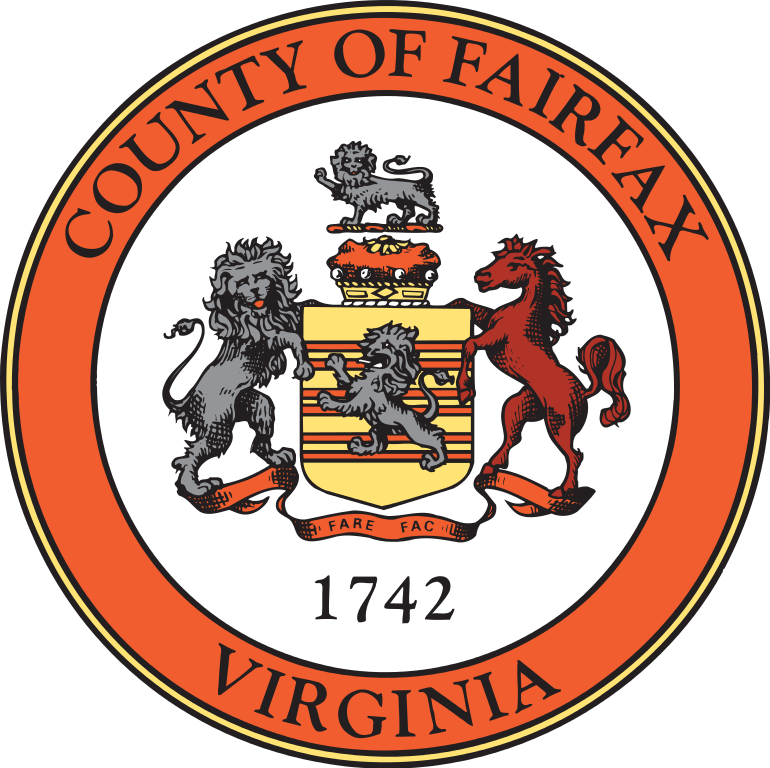 COUNTY OF FAIRFAX
FARE FAC
1742
VIRGINIA